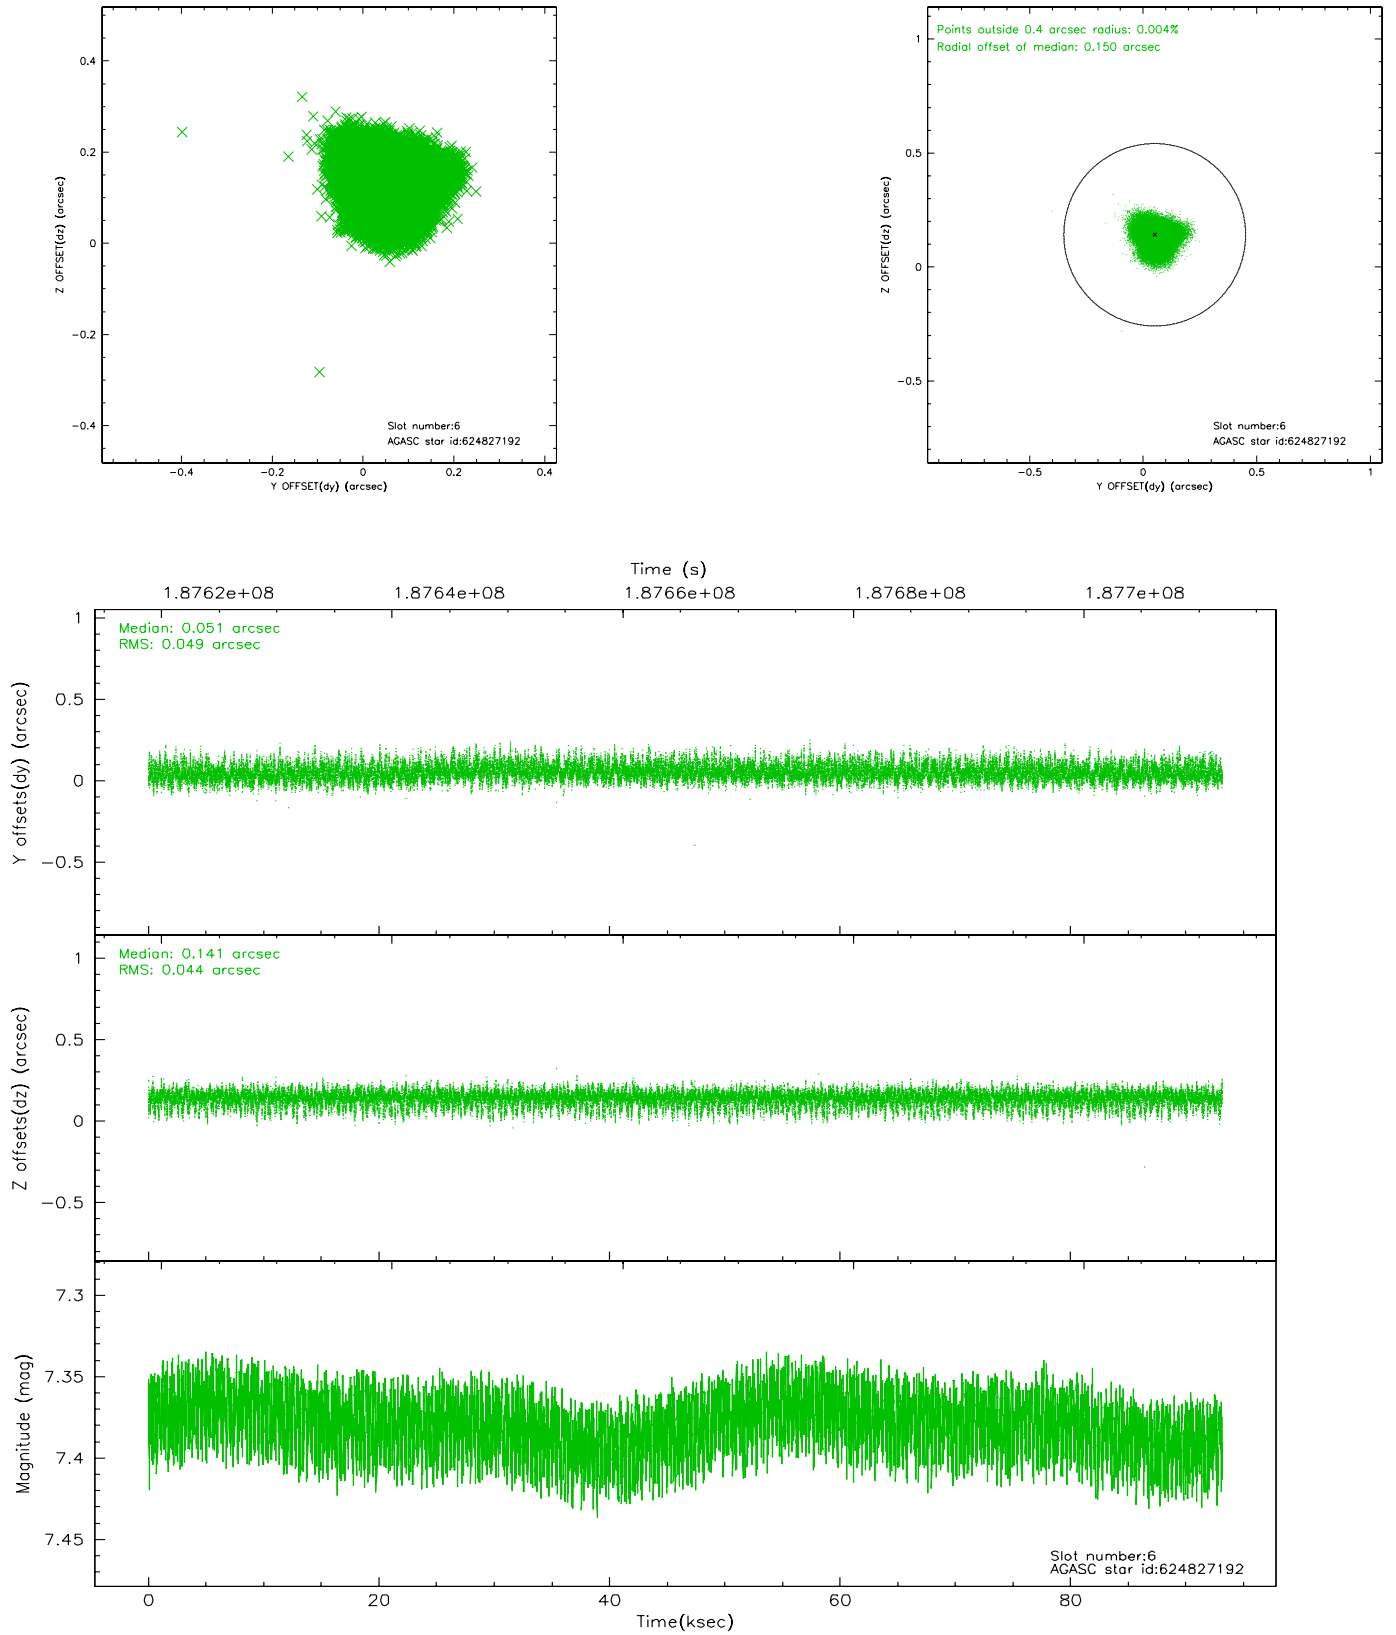 0.4
0.2
0
−0.2
−0.4
Z OFFSET(dz) (arcsec)
Slot number:6
AGASC star id:624827192
−0.4
−0.2
0
0.2
0.4
Y OFFSET(dy) (arcsec)
Points outside 0.4 arcsec radius: 0.004%
Radial offset of median: 0.150 arcsec
1
0.5
0
−0.5
Z OFFSET(dz) (arcsec)
Slot number:6
AGASC star id:624827192
−0.5
0
0.5
1
Y OFFSET(dy) (arcsec)
Time (s)
1.8762e+08
1.8764e+08
1.8766e+08
1.8768e+08
1.877e+08
Median: 0.051 arcsec
RMS: 0.049 arcsec
1
0.5
0
−0.5
Y offsets(dy) (arcsec)
Median: 0.141 arcsec
RMS: 0.044 arcsec
1
0.5
0
−0.5
Z offsets(dz) (arcsec)
7.3
7.35
7.4
7.45
Magnitude (mag)
Slot number:6
AGASC star id:624827192
0
20
40
60
80
Time(ksec)